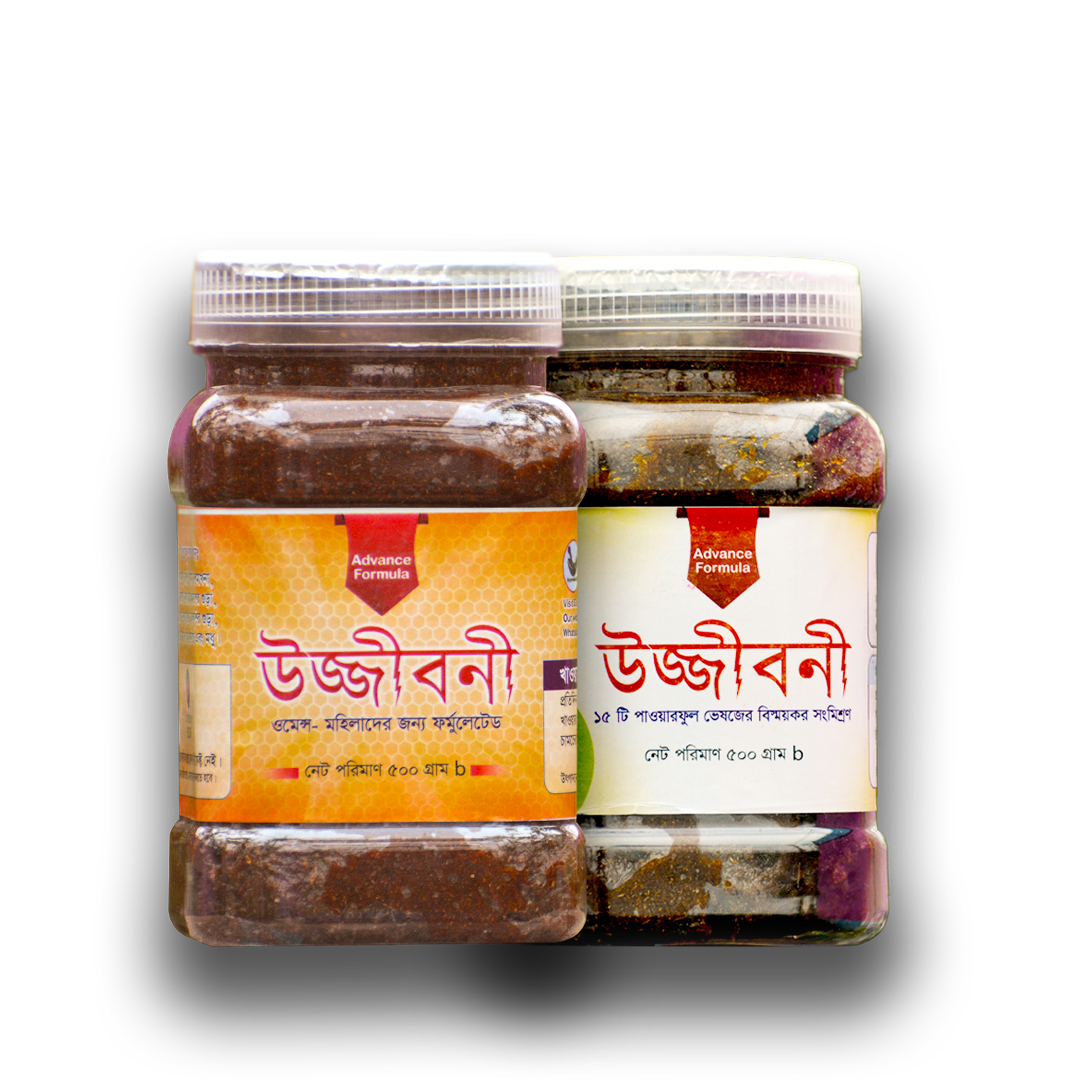 Advance
Formula
উজ্জীবনী
ওমেন্স- মহিলাদের জন্য ফর্মুলেটেড
নেট পরিমাণ ৫০০ গ্রাম b
Advance
Formula
উজ্জীবনী
১৫ টি পাওয়ারফুল ভেষজের বিস্ময়কর সংমিশ্রণ
নেট পরিমাণ ৫০০ গ্রাম b